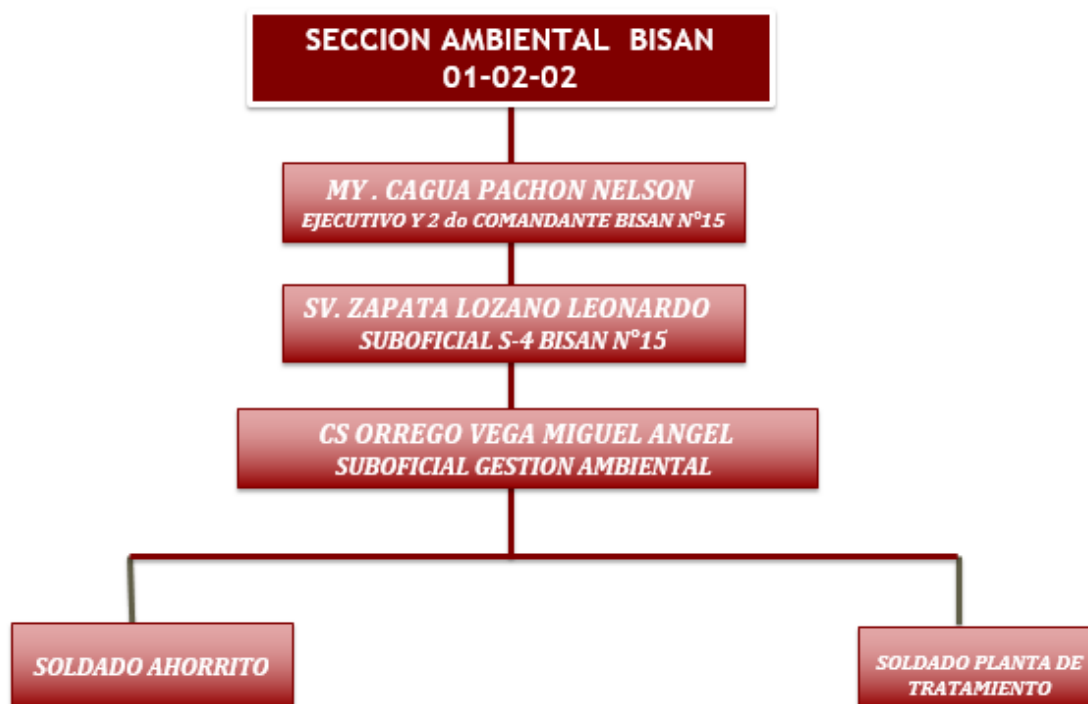 SECCION AMBIENTAL BISAN
01-02-02
MY . CAGUA PACHON NELSON
EJECUTIVO Y 2 do COMANDANTE BISAN N°15
SV. ZAPATA LOZANO LEONARDO
SUBOFICIAL S-4 BISAN N°15
CS ORREGO VEGA MIGUEL ANGEL
SUBOFICIAL GESTION AMBIENTAL
SOLDADO AHORRITO
SOLDADO PLANTA DE
TRATAMIENTO